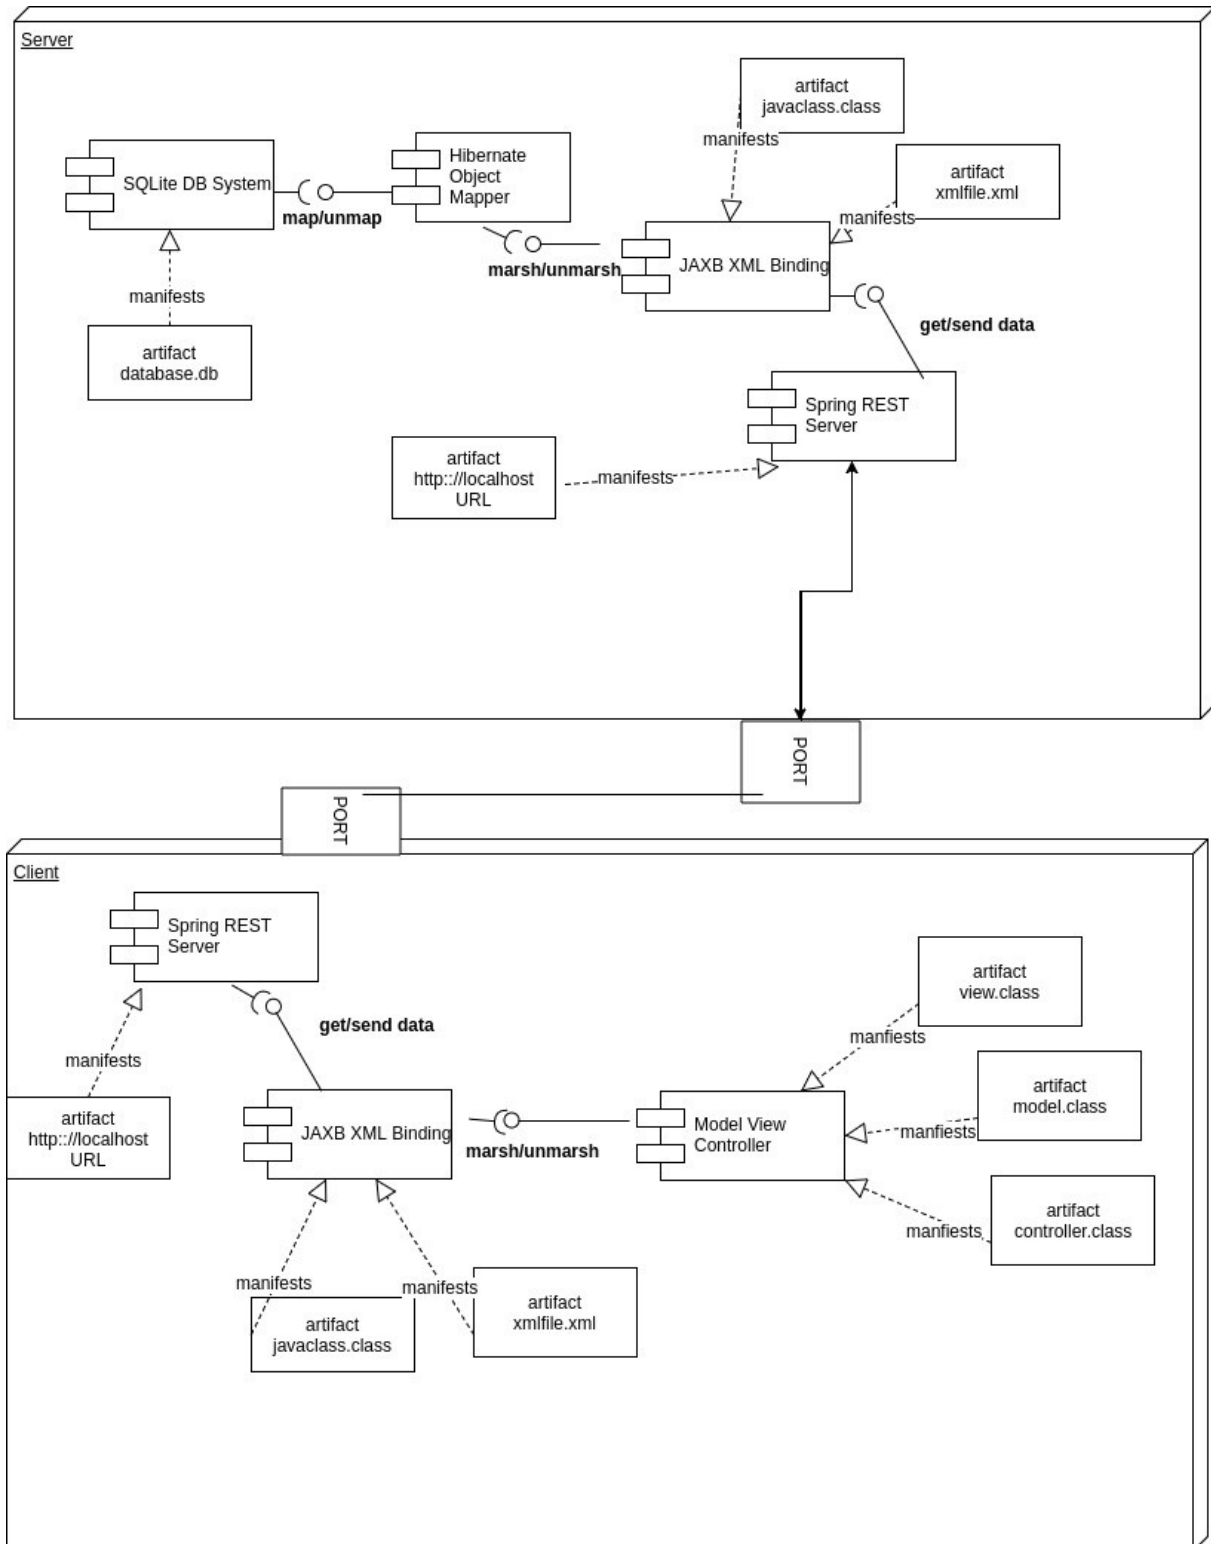 Server
artifact
javaclass.class
manifests
artifact
xmlfile.xml
manifests
SQLite DB System
Hibernate
Object
Mapper
map/unmap
marsh/unmarsh
JAXB XML Binding
manifests
artifact
database.db
get/send data
Spring REST
Server
artifact
http:://localhost
URL
manifests
PORT
PORT
Client
Spring REST
Server
get/send data
manifests
artifact
http:://localhost
URL
JAXB XML Binding
marsh/unmarsh
Model View
Controller
artifact
view.class
manfiests
artifact
model.class
manfiests
artifact
controller.class
manfiests
manifests
artifact
javaclass.class
manifests
artifact
xmlfile.xml